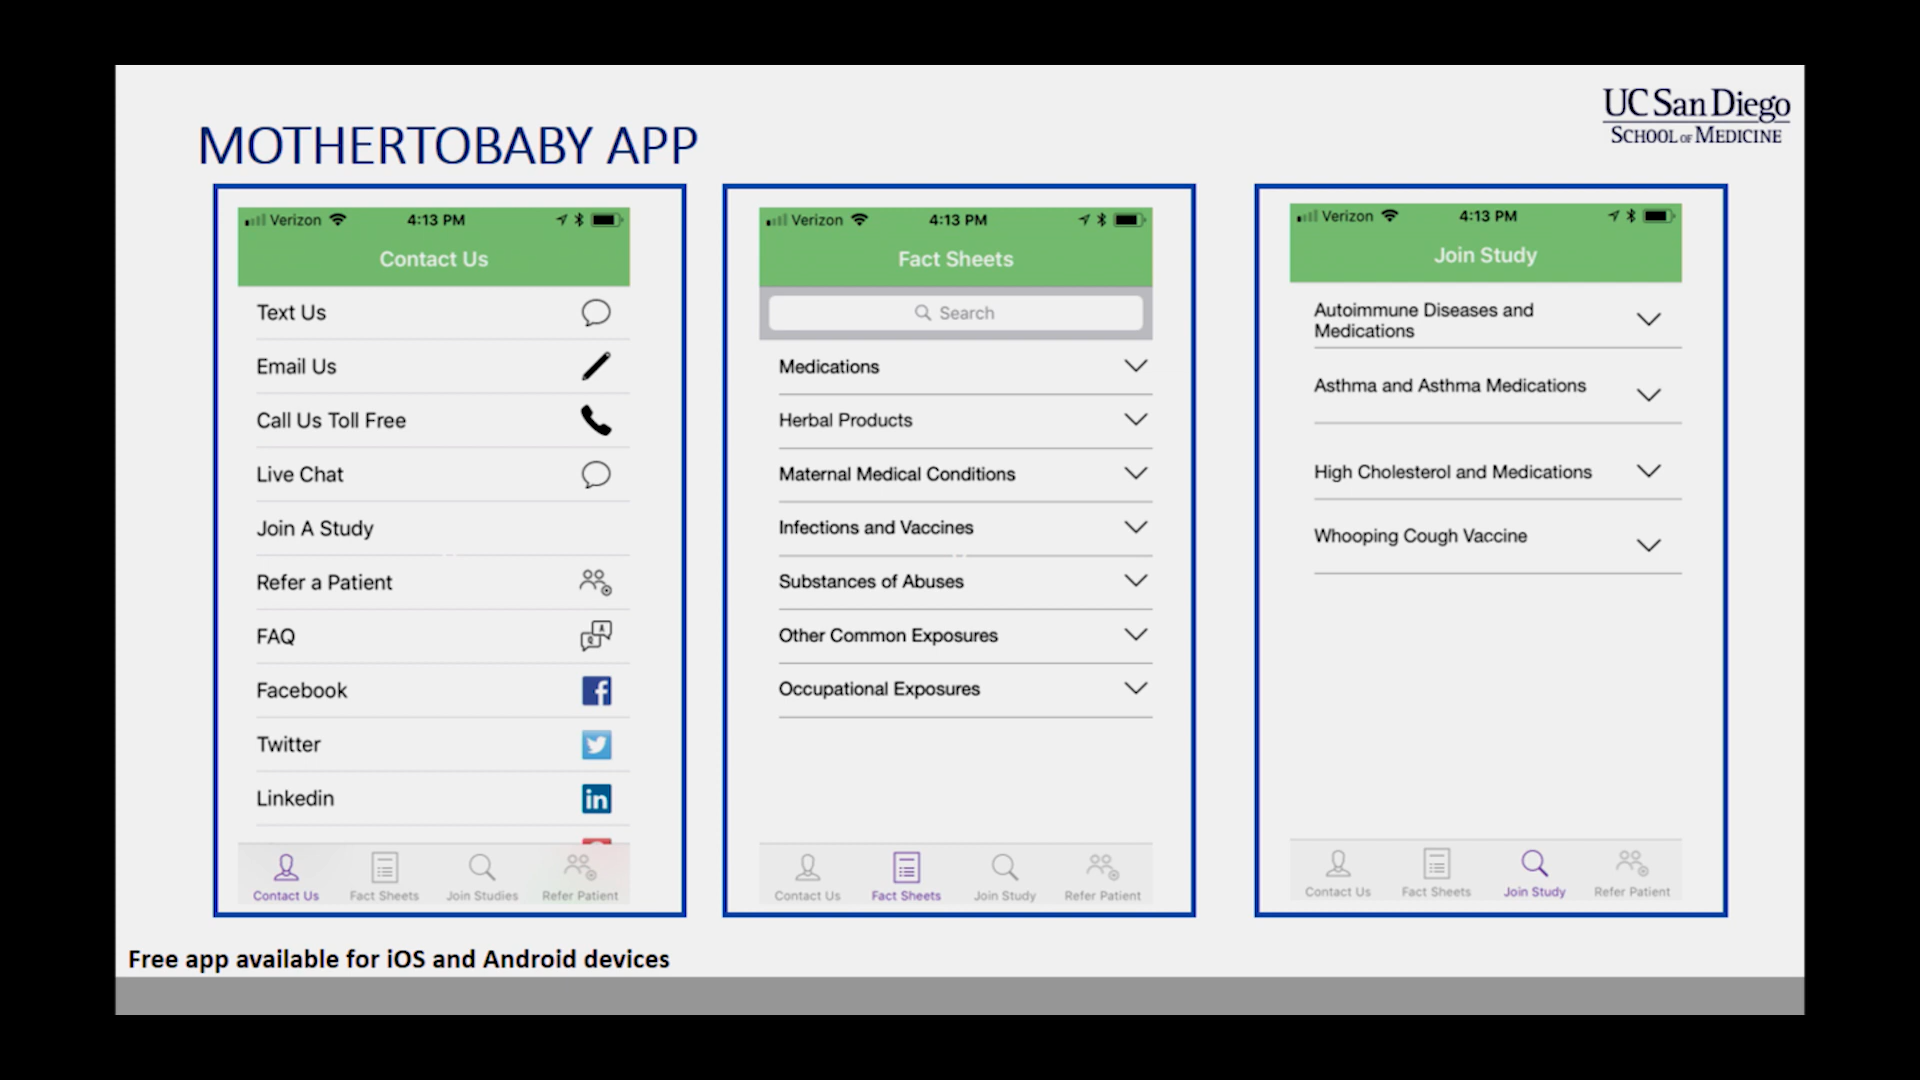 UC San Diego
SCHOOL OF MEDICINE
MOTHERTOBABY APP
Verizon 4:13 PM
Contact Us
Text Us
Email Us
Call Us Toll Free
Live Chat
Join A Study
Refer a Patient
FAQ
Q A
Facebook
Twitter
Linkedin
in
Contact Us Fact Sheets Join Studies Refer Patient
Verizon 4:13 PM
Fact Sheets
Search
Medications
Herbal Products
Maternal Medical Conditions
Infections and Vaccines
Substances of Abuses
Other Common Exposures
Occupational Exposures
Contact Us Fact Sheets Join Study Refer Patient
Verizon 4:13 PM
Join Study
Autoimmune Diseases and
Medications
Asthma and Asthma Medications
High Cholesterol and Medications
Whooping Cough Vaccine
Contact Us Fact Sheets Join Study Refer Patient
Free app available for iOS and Android devices